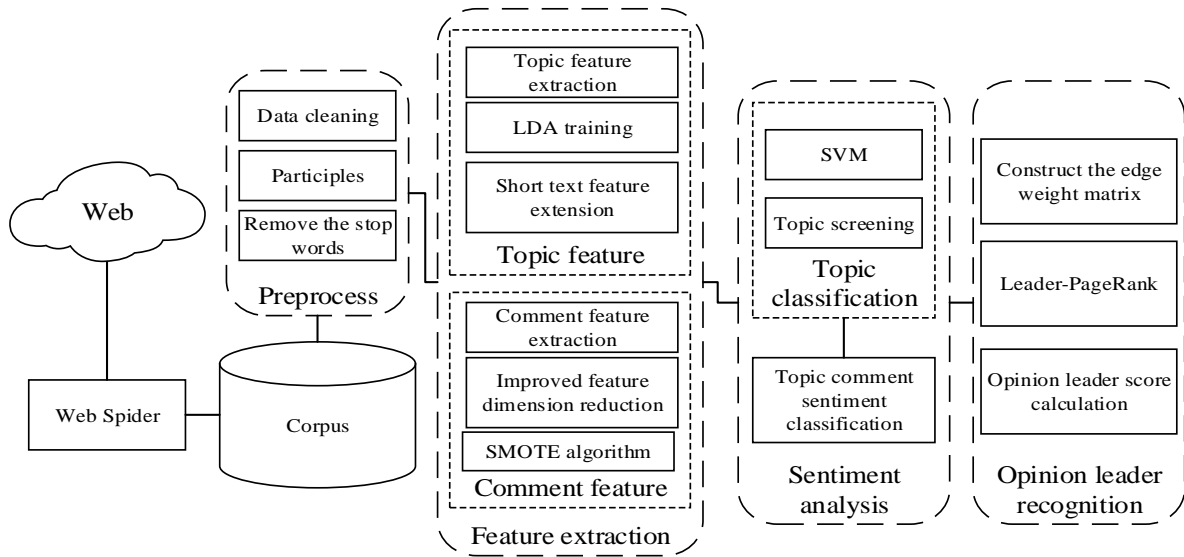 Web
Web Spider
Corpus
Data cleaning
Participles
Remove the stop
words
Preprocess
Topic feature
extraction
LDA training
Short text feature
extension
Topic feature
Comment feature
extraction
Improved feature
dimension reduction
SMOTE algorithm
Comment feature
Feature extraction
SVM
Topic screening
Topic
classification
Topic comment
sentiment
classification
Sentiment
analysis
Construct the edge
weight matrix
Leader-PageRank
Opinion leader score
calculation
Opinion leader
recognition